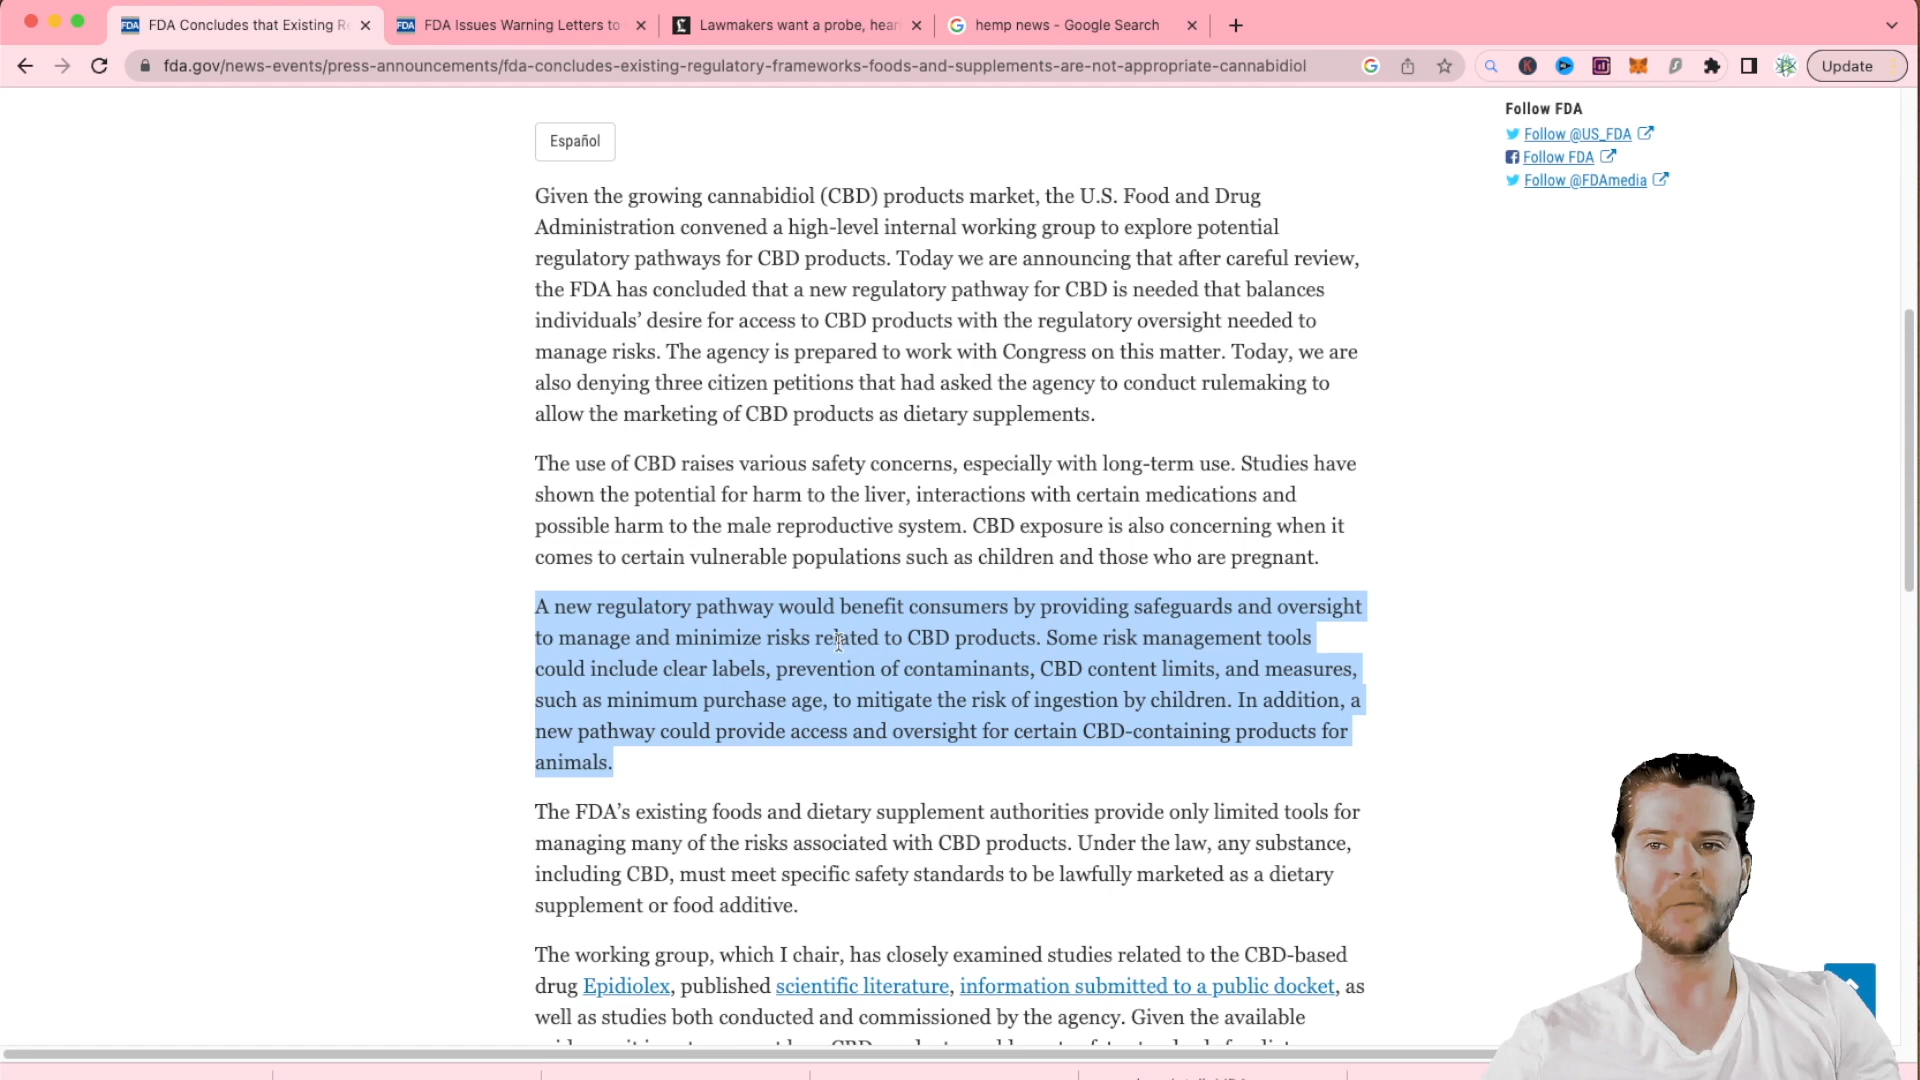 FDA Concludes that Existing Re
FDA Issues Warning Letters to
Lawmakers want a probe, hear
hemp news - Google Search
fda.gov/news-events/press-announcements/fda-concludes-existing-regulatory-frameworks-foods-and-supplements-are-not-appropriate-cannabidiol
Update
Follow FDA
Follow @US_FDA
Follow FDA
Follow @FDAmedia
Español
Given the growing cannabidiol (CBD) products market, the U.S. Food and Drug
Administration convened a high-level internal working group to explore potential
regulatory pathways for CBD products. Today we are announcing that after careful review,
the FDA has concluded that a new regulatory pathway for CBD is needed that balances
individuals’ desire for access to CBD products with the regulatory oversight needed to
manage risks. The agency is prepared to work with Congress on this matter. Today, we are
also denying three citizen petitions that had asked the agency to conduct rulemaking to
allow the marketing of CBD products as dietary supplements.
The use of CBD raises various safety concerns, especially with long-term use. Studies have
shown the potential for harm to the liver, interactions with certain medications and
possible harm to the male reproductive system. CBD exposure is also concerning when it
comes to certain vulnerable populations such as children and those who are pregnant.
A new regulatory pathway would benefit consumers by providing safeguards and oversight
to manage and minimize risks related to CBD products. Some risk management tools
could include clear labels, prevention of contaminants, CBD content limits, and measures,
such as minimum purchase age, to mitigate the risk of ingestion by children. In addition, a
new pathway could provide access and oversight for certain CBD-containing products for
animals.
The FDA’s existing foods and dietary supplement authorities provide only limited tools for
managing many of the risks associated with CBD products. Under the law, any substance,
including CBD, must meet specific safety standards to be lawfully marketed as a dietary
supplement or food additive.
The working group, which I chair, has closely examined studies related to the CBD-based
drug Epidiolex, published scientific literature, information submitted to a public docket, as
well as studies both conducted and commissioned by the agency. Given the available